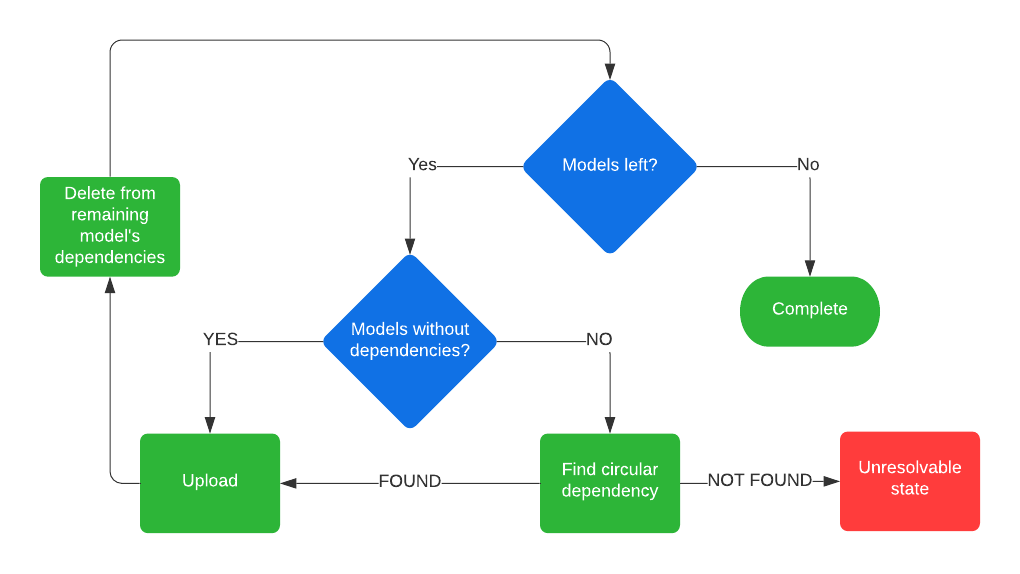 Models left?
Yes
No
Delete from
remaining
model's
dependencies
Complete
Models without
dependencies?
YES
NO
Upload
FOUND
Find circular
dependency
NOT FOUND
Unresolvable
state